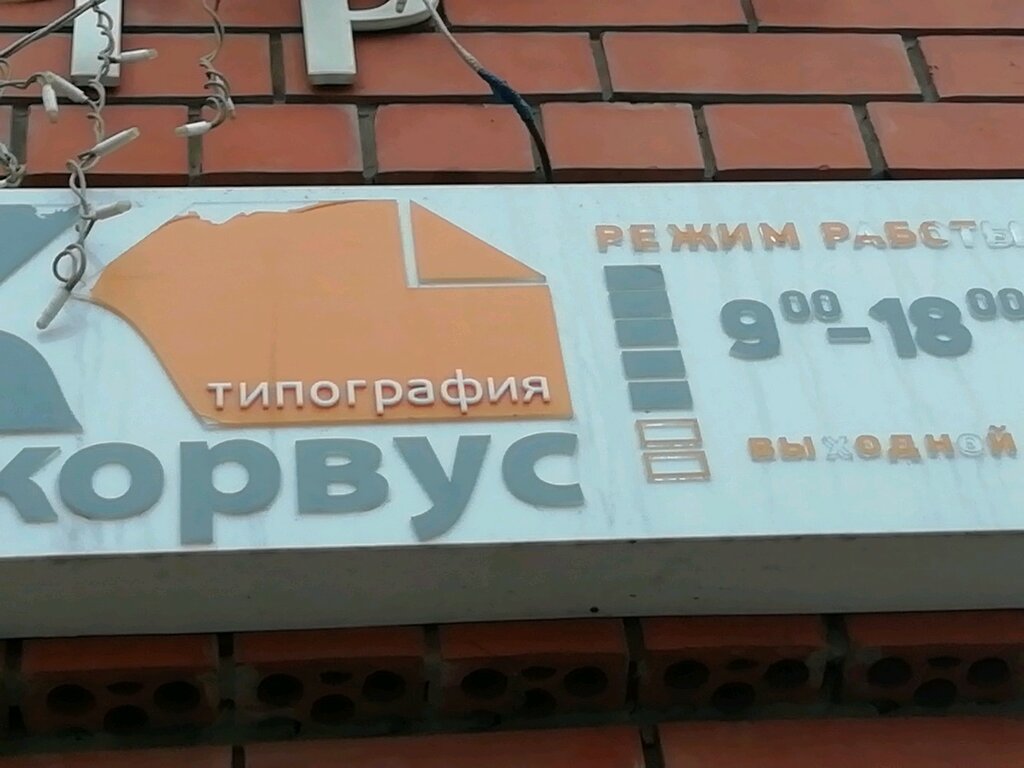 типография
корвус
РЕЖИМ РАБОТЫ
9⁰⁰-18⁰⁰
выходной